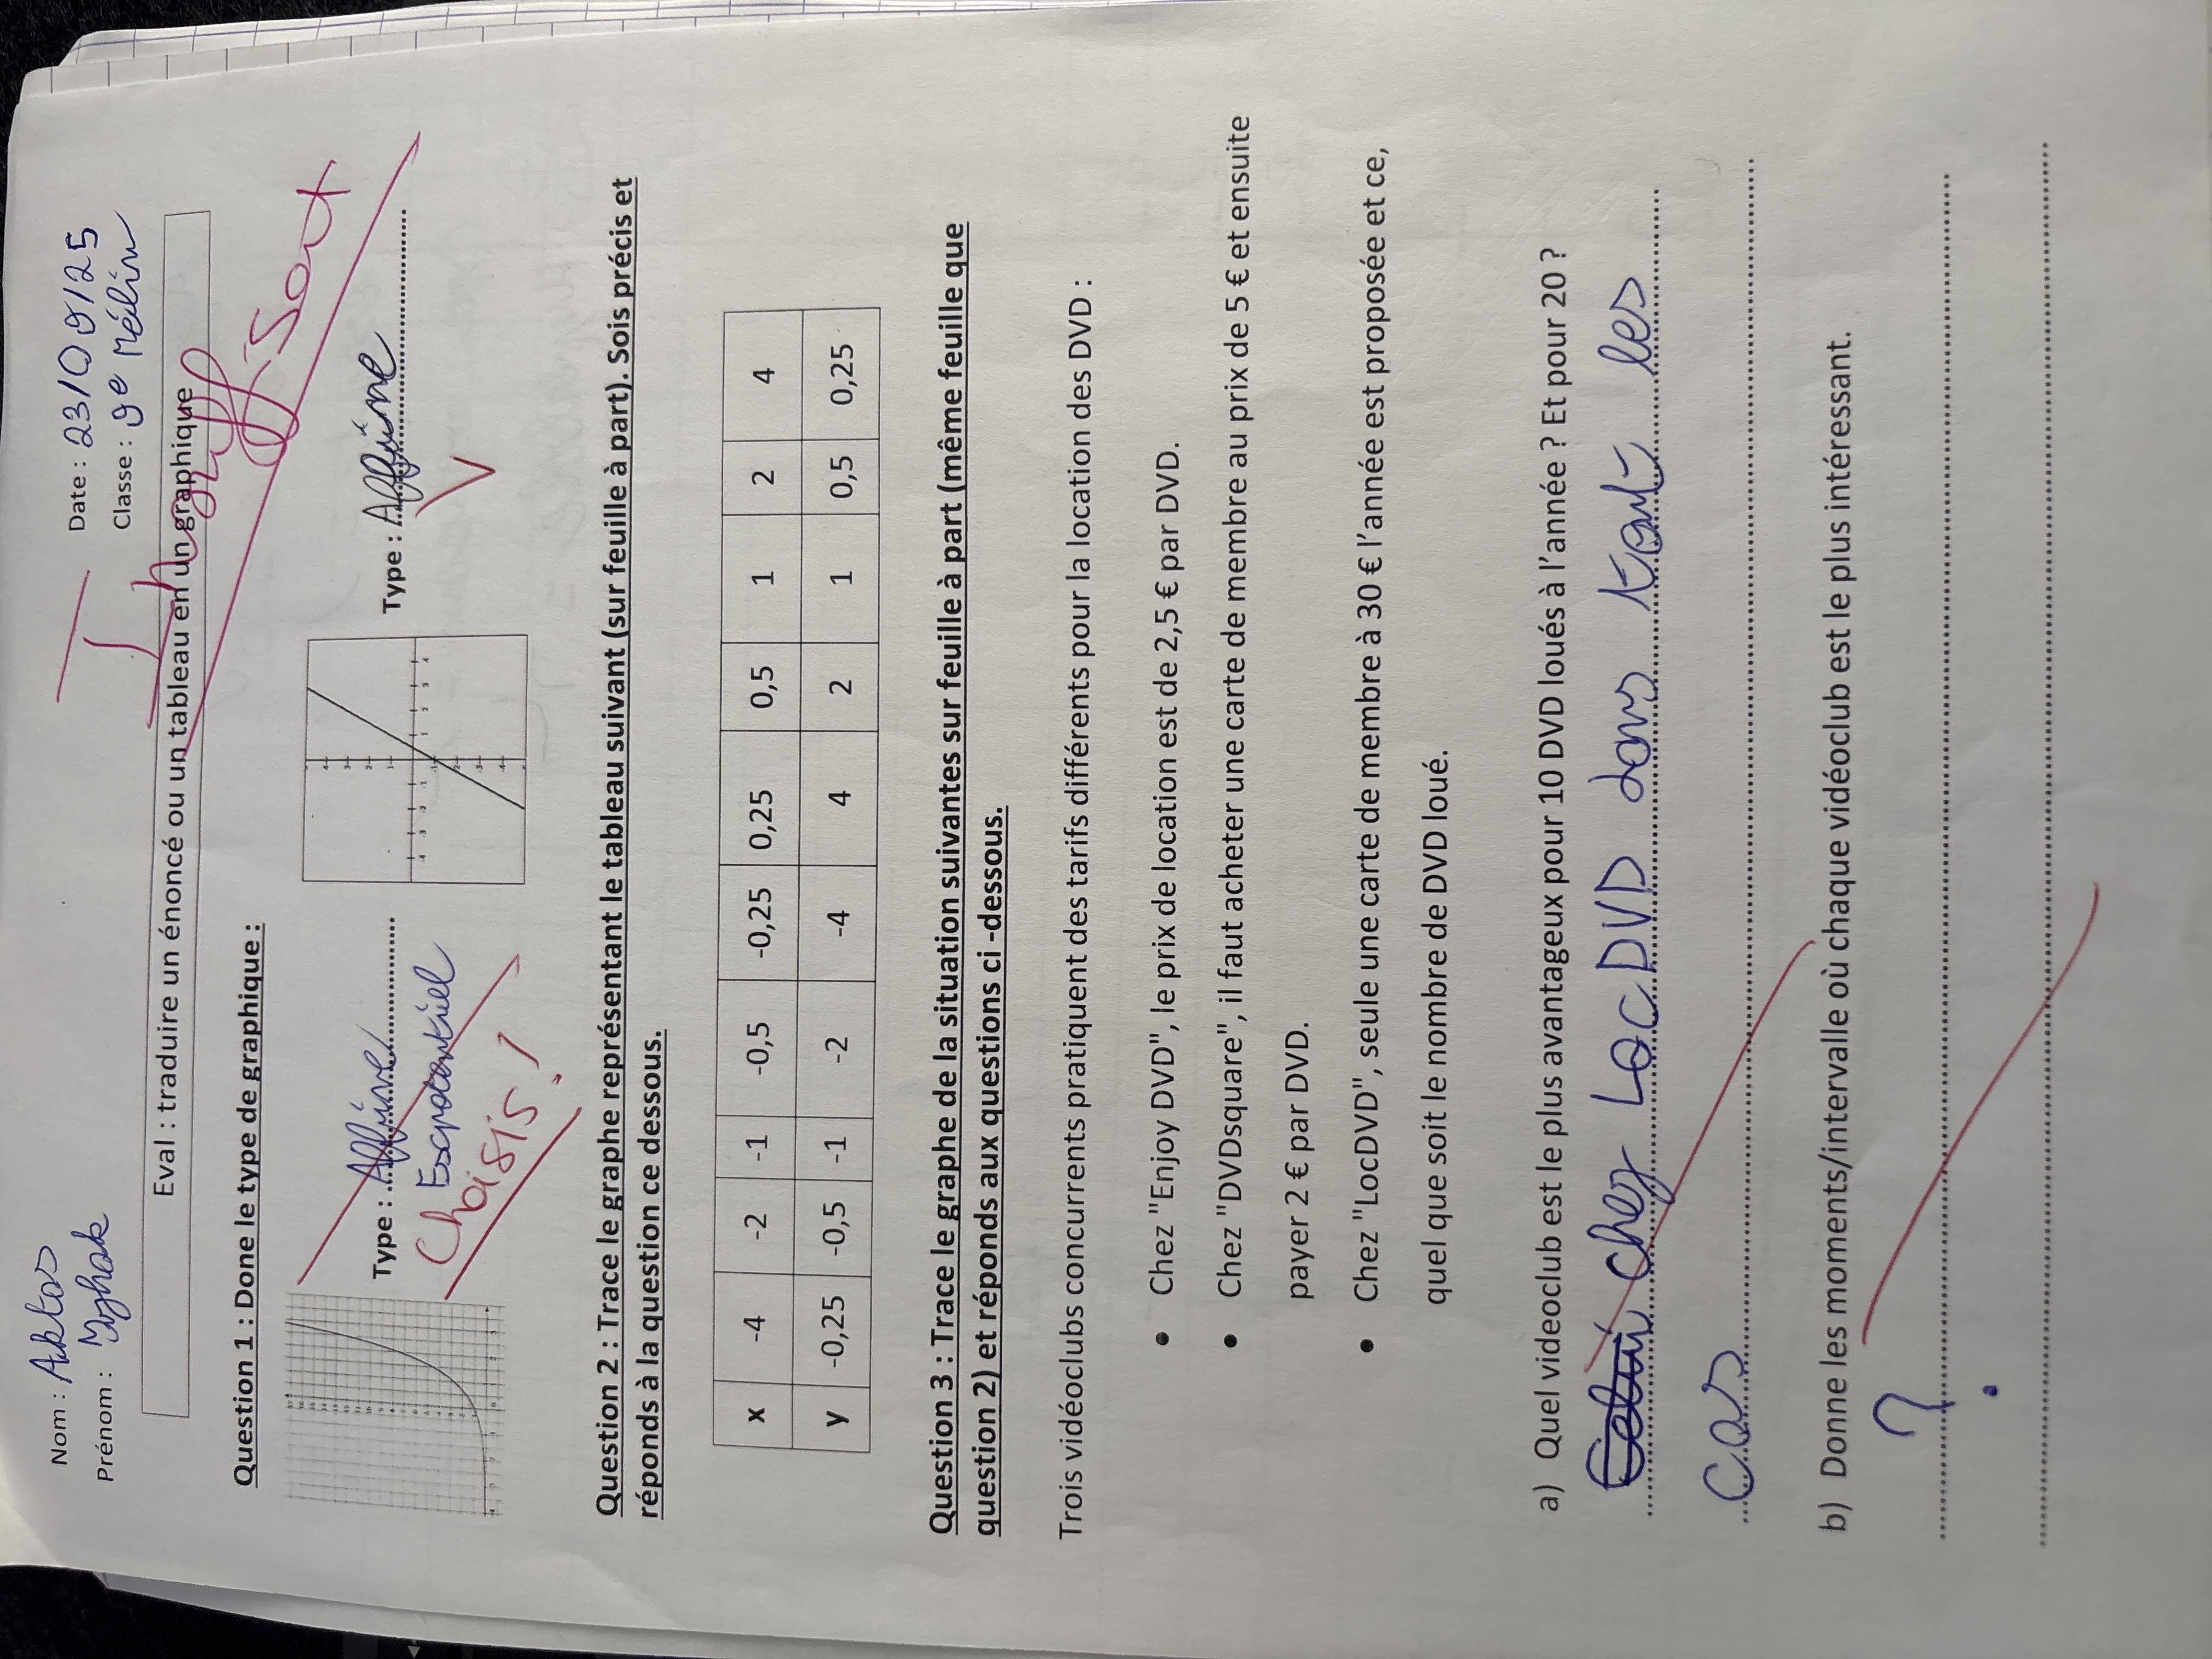 Nom : Aktas
Date : 23/09/25
Prénom :
Classe : 9e Mélin
Insuffisant
Eval : traduire un énoncé ou un tableau en un graphique
Question 1 : Done le type de graphique :
Type : Affine
Exponentiel
Choisis !
Type : Affine
Question 2 : Trace le graphe représentant le tableau suivant (sur feuille à part). Sois précis et
réponds à la question ce dessous.
x -4 -2 -1 -0,5 -0,25 0,25 0,5 1 2 4
y -0,25 -0,5 -1 -2 -4 4 2 1 0,5 0,25
Question 3 : Trace le graphe de la situation suivantes sur feuille à part (même feuille que
question 2) et réponds aux questions ci -dessous.
Trois vidéoclubs concurrents pratiquent des tarifs différents pour la location des DVD :
• Chez "Enjoy DVD", le prix de location est de 2,5 € par DVD.
• Chez "DVDsquare", il faut acheter une carte de membre au prix de 5 € et ensuite
payer 2 € par DVD.
• Chez "LocDVD", seule une carte de membre à 30 € l'année est proposée et ce,
quel que soit le nombre de DVD loué.
a) Quel videoclub est le plus avantageux pour 10 DVD loués à l'année ? Et pour 20 ?
Celui Chez LocDVD dans tout les
cas
b) Donne les moments/intervalle où chaque vidéoclub est le plus intéressant.
?